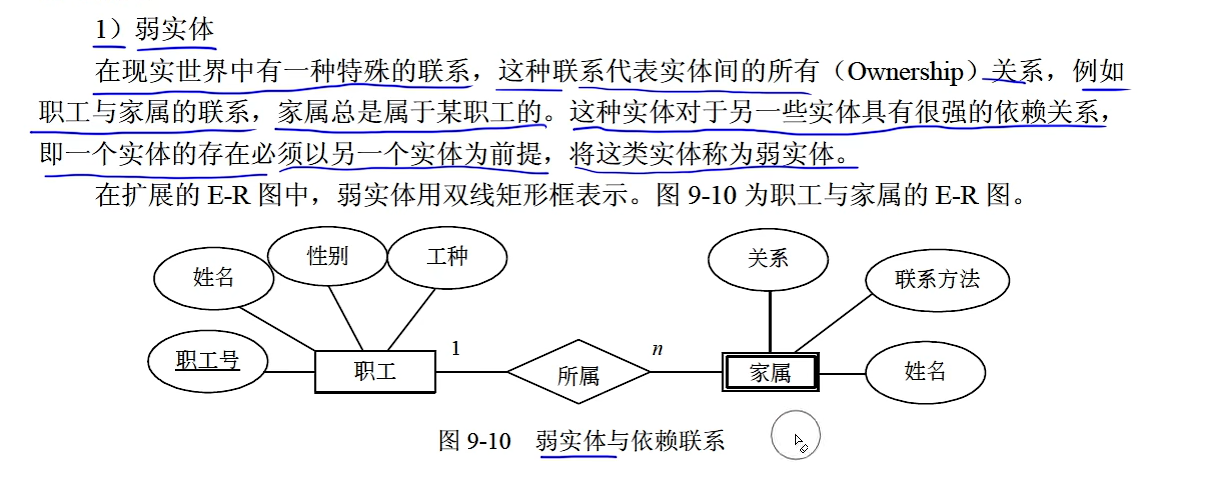 1）弱实体
在现实世界中有一种特殊的联系，这种联系代表实体间的所有（Ownership）关系，例如
职工与家属的联系，家属总是属于某职工的。这种实体对于另一些实体具有很强的依赖关系，
即一个实体的存在必须以另一个实体为前提，将这类实体称为弱实体。
在扩展的 E-R 图中，弱实体用双线矩形框表示。图 9-10 为职工与家属的 E-R 图。
性别
工种
关系
姓名
联系方法
职工号
职工
1
所属
n
家属
姓名
图 9-10 弱实体与依赖联系